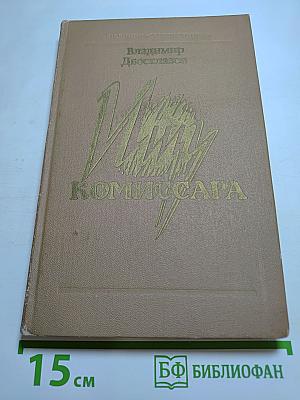 Владимир
Двоеглазов
Ищу
КОМИССАРА
15 см
БФ БИБЛИОФАН